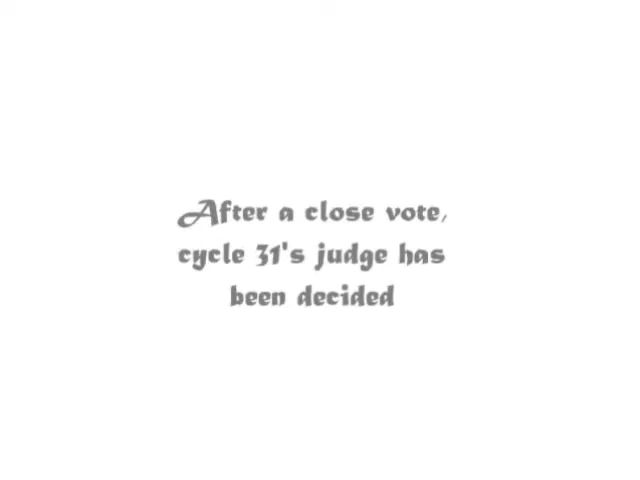 After a close vote,
cycle 31's judge has
been decided